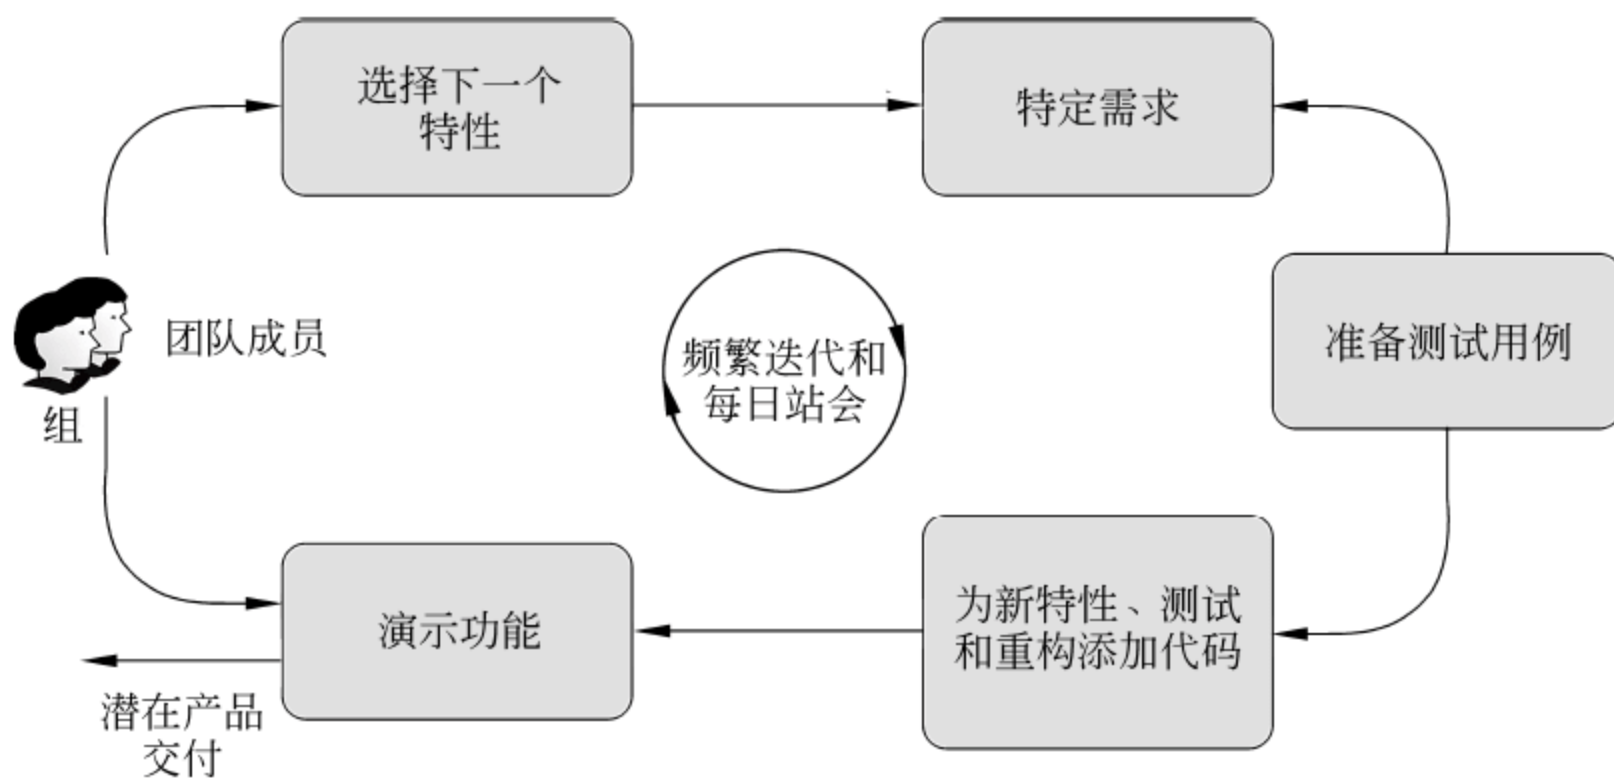 选择下一个
特性
特定需求
团队成员
组
频繁迭代和
每日站会
准备测试用例
演示功能
为新特性、测试
和重构添加代码
潜在产品
交付